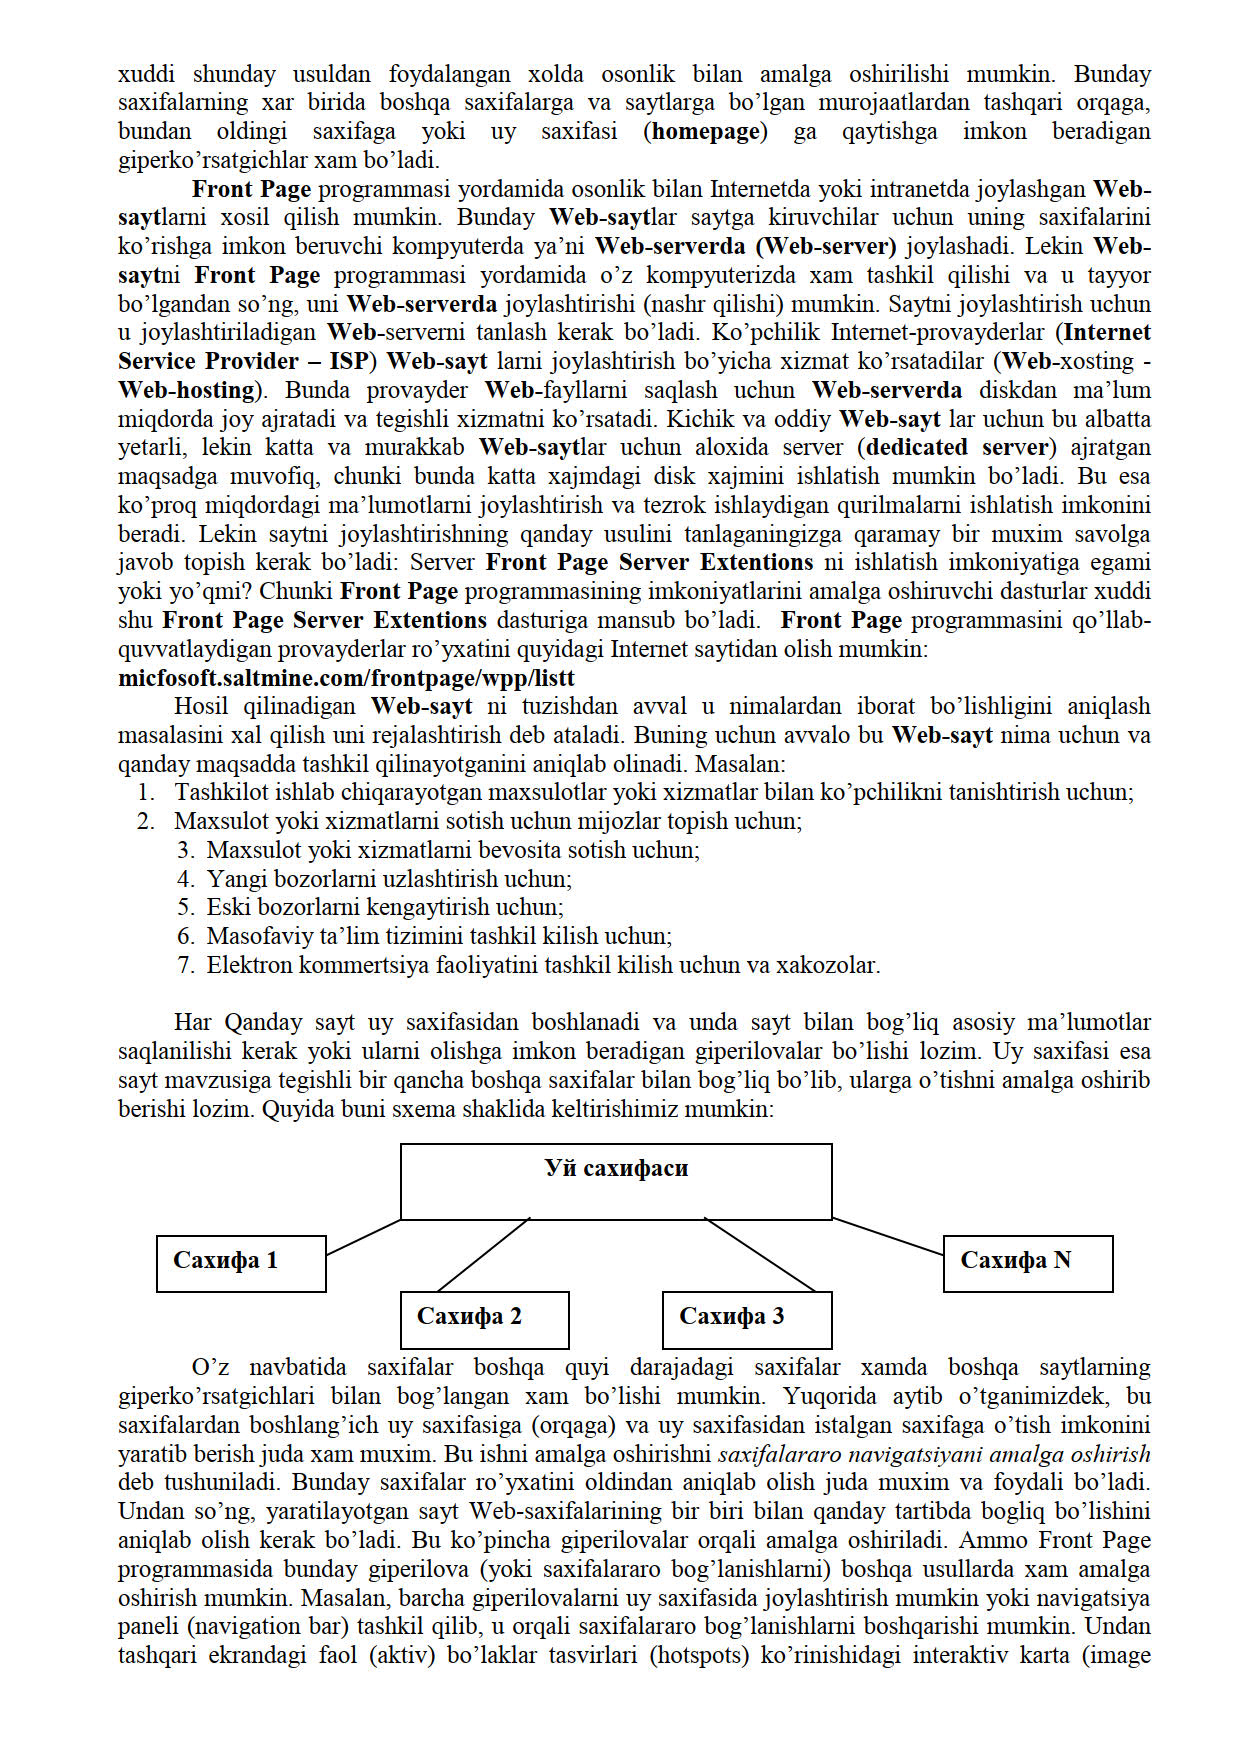 xuddi shunday usuldan foydalangan xolda osonlik bilan amalga oshirilishi mumkin. Bunday
saxifalarning xar birida boshqa saxifalarga va saytlarga bo’lgan murojaatlardan tashqari orqaga,
bundan oldingi saxifaga yoki uy saxifasi (homepage) ga qaytishga imkon beradigan
giperko’rsatgichlar xam bo’ladi.
Front Page programmasi yordamida osonlik bilan Internetda yoki intranetda joylashgan Web-
saytlarni xosil qilish mumkin. Bunday Web-saytlar saytga kiruvchilar uchun uning saxifalarini
ko’rishga imkon beruvchi kompyuterda ya’ni Web-serverda (Web-server) joylashadi. Lekin Web-
saytni Front Page programmasi yordamida o’z kompyuterizda xam tashkil qilishi va u tayyor
bo’lgandan so’ng, uni Web-serverda joylashtirishi (nashr qilishi) mumkin. Saytni joylashtirish uchun
u joylashtiriladigan Web-serverni tanlash kerak bo’ladi. Ko’pchilik Internet-provayderlar (Internet
Service Provider – ISP) Web-sayt larni joylashtirish bo’yicha xizmat ko’rsatadilar (Web-xosting -
Web-hosting). Bunda provayder Web-fayllarni saqlash uchun Web-serverda diskdan ma’lum
miqdorda joy ajratadi va tegishli xizmatni ko’rsatadi. Kichik va oddiy Web-sayt lar uchun bu albatta
yetarli, lekin katta va murakkab Web-saytlar uchun aloxida server (dedicated server) ajratgan
maqsadga muvofiq, chunki bunda katta xajmdagi disk xajmini ishlatish mumkin bo’ladi. Bu esa
ko’proq miqdordagi ma’lumotlarni joylashtirish va tezrok ishlaydigan qurilmalarni ishlatish imkonini
beradi. Lekin saytni joylashtirishning qanday usulini tanlaganingizga qaramay bir muxim savolga
javob topish kerak bo’ladi: Server Front Page Server Extentions ni ishlatish imkoniyatiga egami
yoki yo’qmi? Chunki Front Page programmasining imkoniyatlarini amalga oshiruvchi dasturlar xuddi
shu Front Page Server Extentions dasturiga mansub bo’ladi. Front Page programmasini qo’llab-
quvvatlaydigan provayderlar ro’yxatini quyidagi Internet saytidan olish mumkin:
micfosoft.saltmine.com/frontpage/wpp/listt
Hosil qilinadigan Web-sayt ni tuzishdan avval u nimalardan iborat bo’lishligini aniqlash
masalasini xal qilish uni rejalashtirish deb ataladi. Buning uchun avvalo bu Web-sayt nima uchun va
qanday maqsadda tashkil qilinayotganini aniqlab olinadi. Masalan:
1. Tashkilot ishlab chiqarayotgan maxsulotlar yoki xizmatlar bilan ko’pchilikni tanishtirish uchun;
2. Maxsulot yoki xizmatlarni sotish uchun mijozlar topish uchun;
3. Maxsulot yoki xizmatlarni bevosita sotish uchun;
4. Yangi bozorlarni uzlashtirish uchun;
5. Eski bozorlarni kengaytirish uchun;
6. Masofaviy ta’lim tizimini tashkil kilish uchun;
7. Elektron kommertsiya faoliyatini tashkil kilish uchun va xakozolar.
Har Qanday sayt uy saxifasidan boshlanadi va unda sayt bilan bog’liq asosiy ma’lumotlar
saqlanilishi kerak yoki ularni olishga imkon beradigan giperilovalar bo’lishi lozim. Uy saxifasi esa
sayt mavzusiga tegishli bir qancha boshqa saxifalar bilan bog’liq bo’lib, ularga o’tishni amalga oshirib
berishi lozim. Quyida buni sxema shaklida keltirishimiz mumkin:
Уй сахифаси
Сахифа 1
Сахифа N
Сахифа 2
Сахифа 3
O’z navbatida saxifalar boshqa quyi darajadagi saxifalar xamda boshqa saytlarning
giperko’rsatgichlari bilan bog’langan xam bo’lishi mumkin. Yuqorida aytib o’tganimizdek, bu
saxifalardan boshlang’ich uy saxifasiga (orqaga) va uy saxifasidan istalgan saxifaga o’tish imkonini
yaratib berish juda xam muxim. Bu ishni amalga oshirishni saxifalararo navigatsiyani amalga oshirish
deb tushuniladi. Bunday saxifalar ro’yxatini oldindan aniqlab olish juda muxim va foydali bo’ladi.
Undan so’ng, yaratilayotgan sayt Web-saxifalarining bir biri bilan qanday tartibda bogliq bo’lishini
aniqlab olish kerak bo’ladi. Bu ko’pincha giperilovalar orqali amalga oshiriladi. Ammo Front Page
programmasida bunday giperilova (yoki saxifalararo bog’lanishlarni) boshqa usullarda xam amalga
oshirish mumkin. Masalan, barcha giperilovalarni uy saxifasida joylashtirish mumkin yoki navigatsiya
paneli (navigation bar) tashkil qilib, u orqali saxifalararo bog’lanishlarni boshqarishi mumkin. Undan
tashqari ekrandagi faol (aktiv) bo’laklar tasvirlari (hotspots) ko’rinishidagi interaktiv karta (image